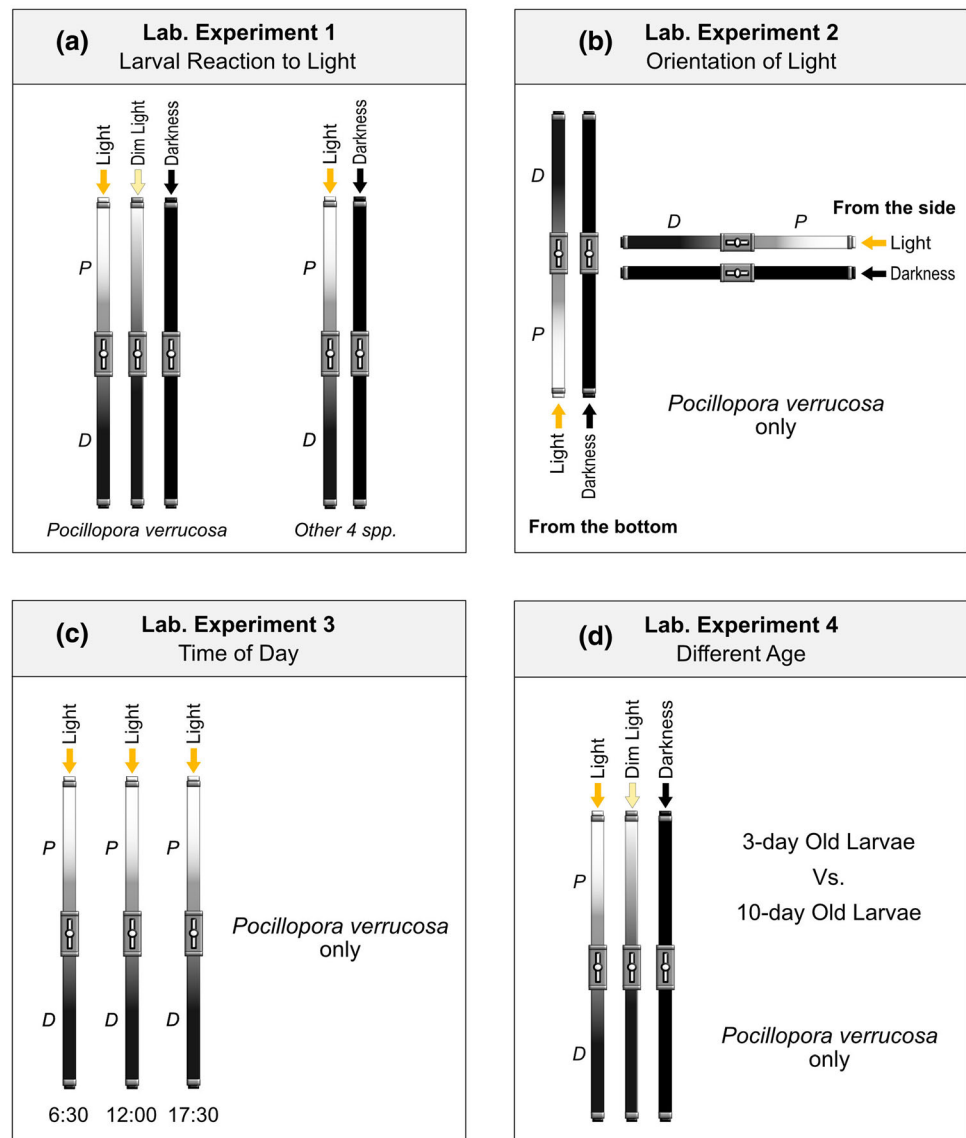 (a)
Lab. Experiment 1
Larval Reaction to Light
Light
Dim Light
Darkness
Light
Darkness
P
P
D
D
Pocillopora verrucosa
Other 4 spp.
(b)
Lab. Experiment 2
Orientation of Light
D
P
D
P
From the side
Light
Darkness
Pocillopora verrucosa
only
Light
Darkness
From the bottom
(c)
Lab. Experiment 3
Time of Day
Light
Light
Light
P
P
P
Pocillopora verrucosa
only
D
D
D
6:30
12:00
17:30
(d)
Lab. Experiment 4
Different Age
Light
Dim Light
Darkness
P
D
3-day Old Larvae
Vs.
10-day Old Larvae
Pocillopora verrucosa
only